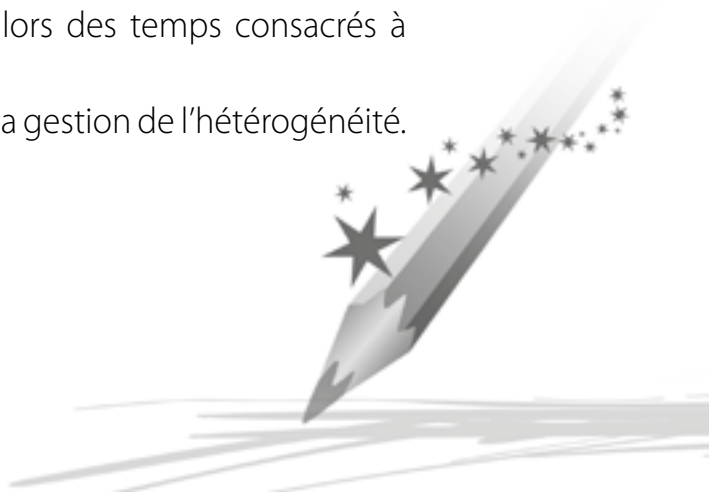 lors des temps consacrés à
a gestion de l'hétérogénéité.